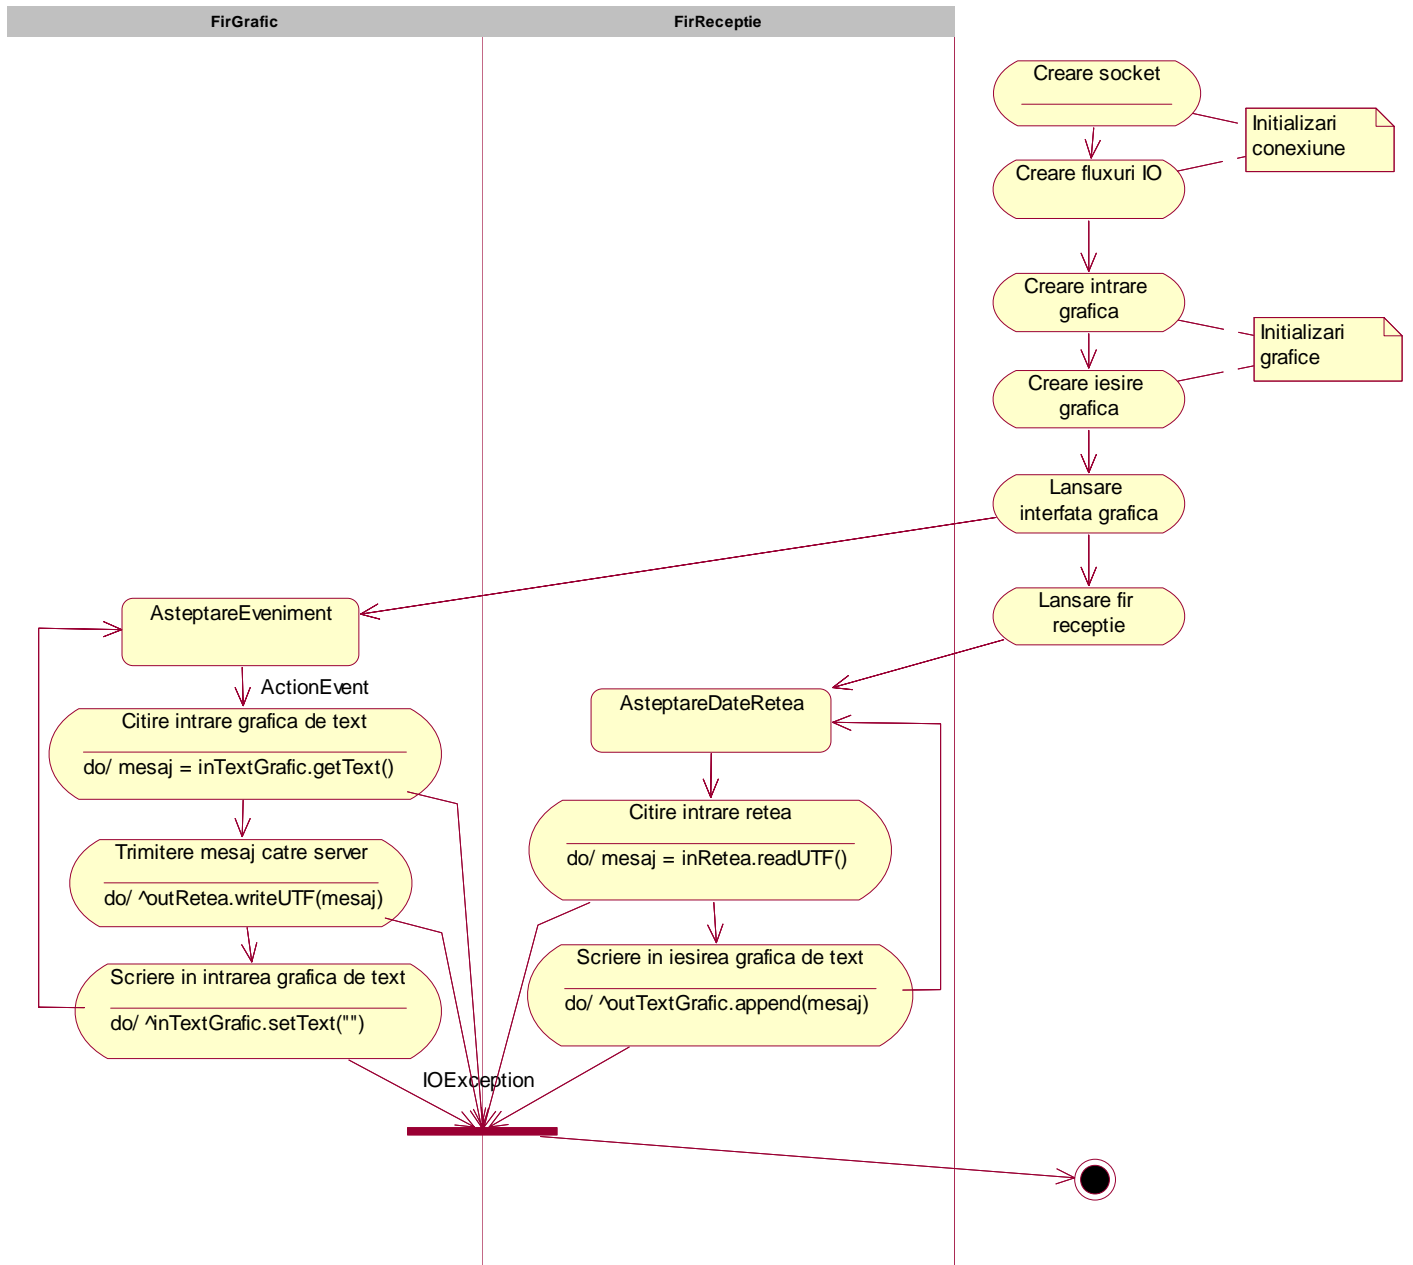 FirGrafic
FirReceptie
Creare socket
Initializari
conexiune
Creare fluxuri IO
Creare intrare
grafica
Initializari
grafice
Creare iesire
grafica
Lansare
interfata grafica
Lansare fir
receptie
AsteptareEveniment
ActionEvent
Citire intrare grafica de text
do/ mesaj = inTextGrafic.getText()
Trimitere mesaj catre server
do/ ^outRetea.writeUTF(mesaj)
Scriere in intrarea grafica de text
do/ ^inTextGrafic.setText("")
AsteptareDateRetea
Citire intrare retea
do/ mesaj = inRetea.readUTF()
Scriere in iesirea grafica de text
do/ ^outTextGrafic.append(mesaj)
IOException